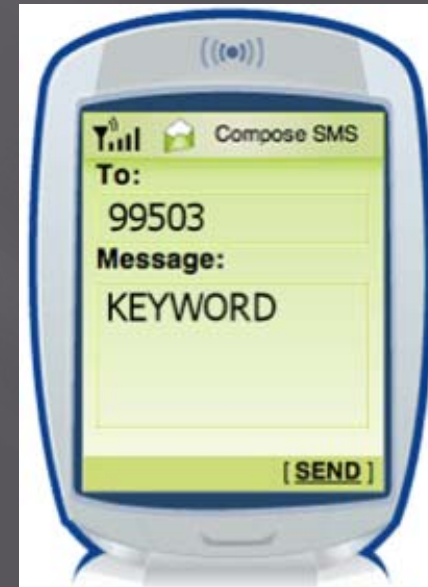 Compose SMS
To:
99503
Message:
KEYWORD
[ SEND ]